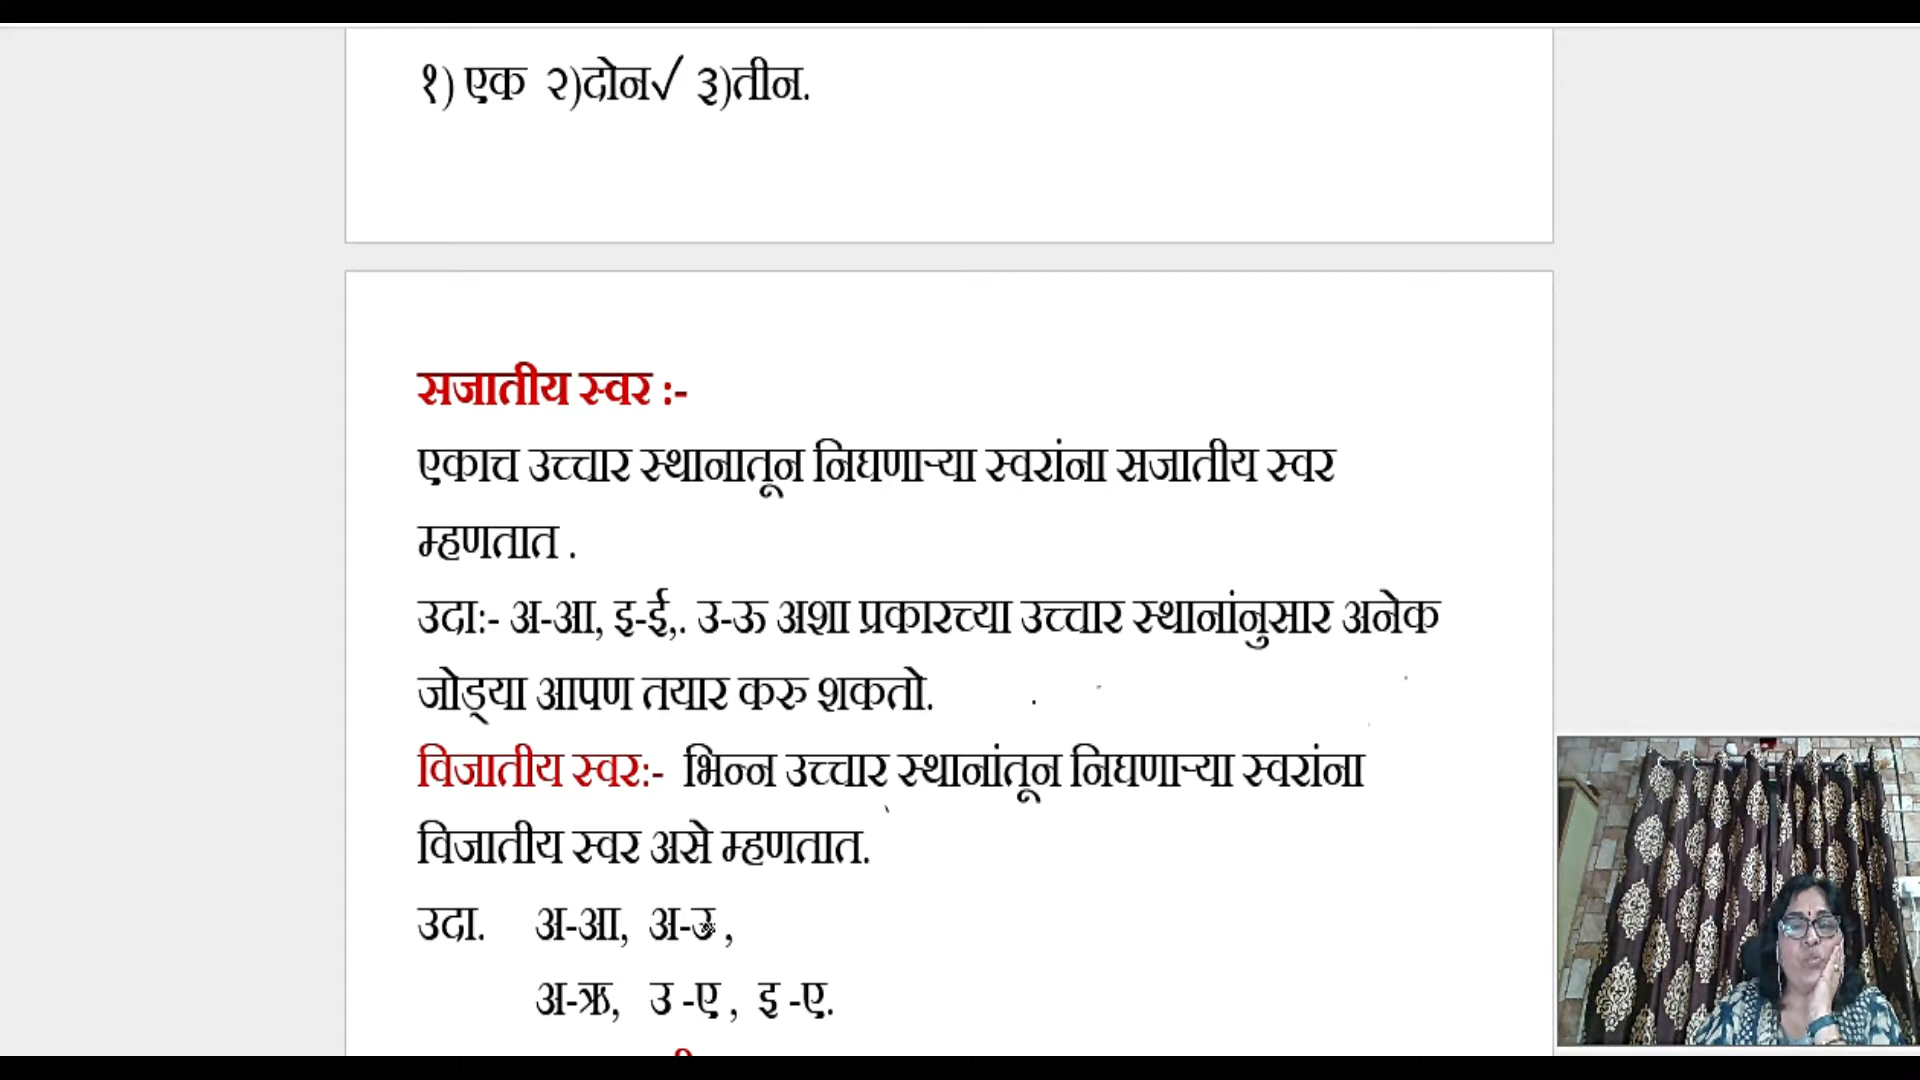 १) एक २)दोन✓ ३)तीन.
सजातीय स्वर :-
एकाच उच्चार स्थानातून निघणाऱ्या स्वरांना सजातीय स्वर
म्हणतात .
उदा:- अ-आ, इ-ई,. उ-ऊ अशा प्रकारच्या उच्चार स्थानांनुसार अनेक
जोड्या आपण तयार करु शकतो.
विजातीय स्वर:- भिन्न उच्चार स्थानांतून निघणाऱ्या स्वरांना
विजातीय स्वर असे म्हणतात.
उदा. अ-आ, अ-उ ,
अ-ऋ, उ -ए , इ -ए.